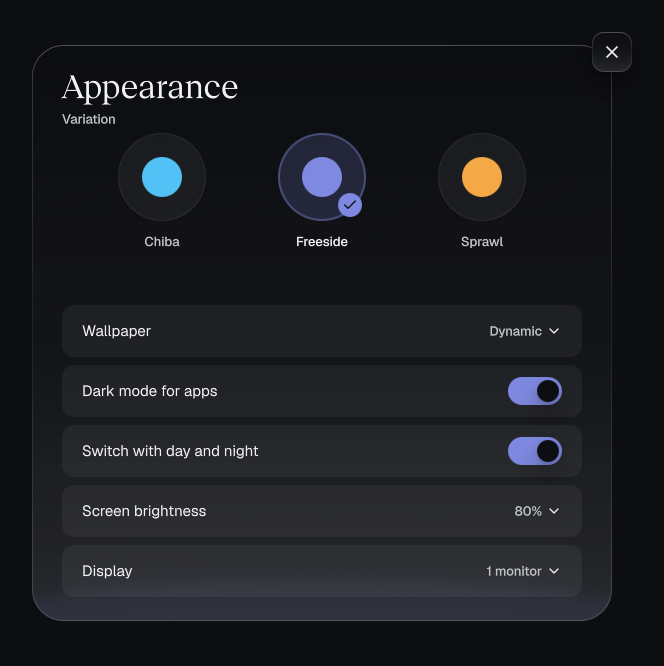 Appearance
Variation
Chiba
Freeside
Sprawl
Wallpaper
Dynamic
Dark mode for apps
Switch with day and night
Screen brightness
80%
Display
1 monitor